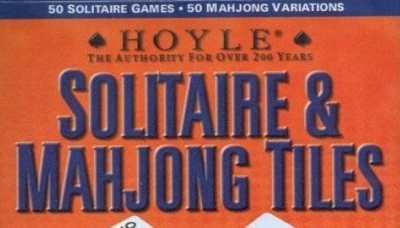 50 SOLITAIRE GAMES • 50 MAHJONG VARIATIONS
♠ HOYLE® ♠
THE AUTHORITY FOR OVER 200 YEARS
SOLITAIRE &
MAHJONG TILES